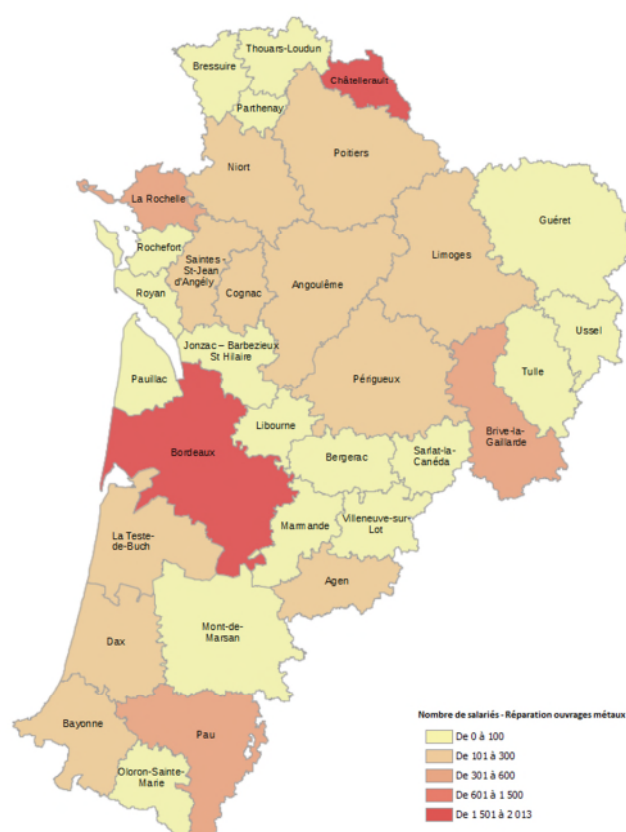 Thouars-Loudun
Bressuire
Châtellerault
Parthenay
Poitiers
Niort
La Rochelle
Guéret
Rochefort
Limoges
Saintes -
St-Jean
d'Angély
Angoulême
Royan
Cognac
Ussel
Jonzac – Barbezieux
St Hilaire
Tulle
Pauillac
Périgueux
Libourne
Brive-la-
Gaillarde
Bordeaux
Bergerac
Sarlat-la-
Canéda
Marmande
Villeneuve-sur-
Lot
La Teste-
de-Buch
Agen
Mont-de-
Marsan
Dax
Bayonne
Pau
Oloron-Sainte-
Marie
Nombre de salariés - Réparation ouvrages métaux
De 0 à 100
De 101 à 300
De 301 à 600
De 601 à 1 500
De 1 501 à 2 013